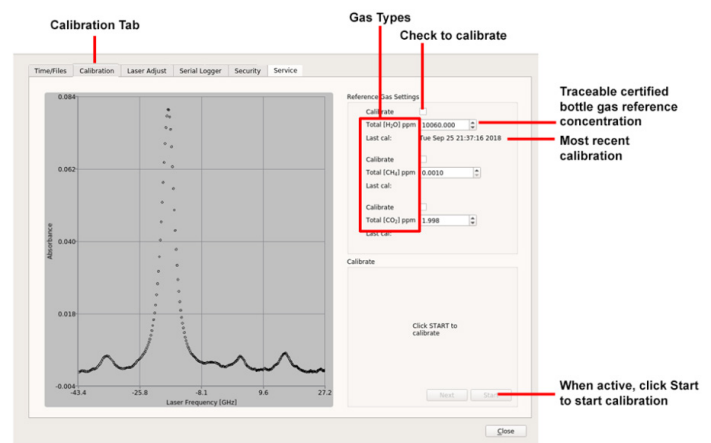 Gas Types
Calibration Tab
Check to calibrate
Time/Files Calibration Laser Adjust Serial Logger Security Service
Reference Gas Settings
Calibrate
Total [H₂O] ppm 10060.000
Last cal: Tue Sep 25 21:37:16 2018
Calibrate
Total [CH₄] ppm 0.0010
Last cal:
Calibrate
Total [CO₂] ppm 1.998
Last cal:
Traceable certified
bottle gas reference
concentration
Most recent
calibration
0.084
0.062
0.040
0.018
-0.004
Absorbance
-43.4 -25.8 -8.1 9.6 27.2
Laser Frequency [GHz]
Calibrate
Click START to
calibrate
Next Start
When active, click Start
to start calibration
Close